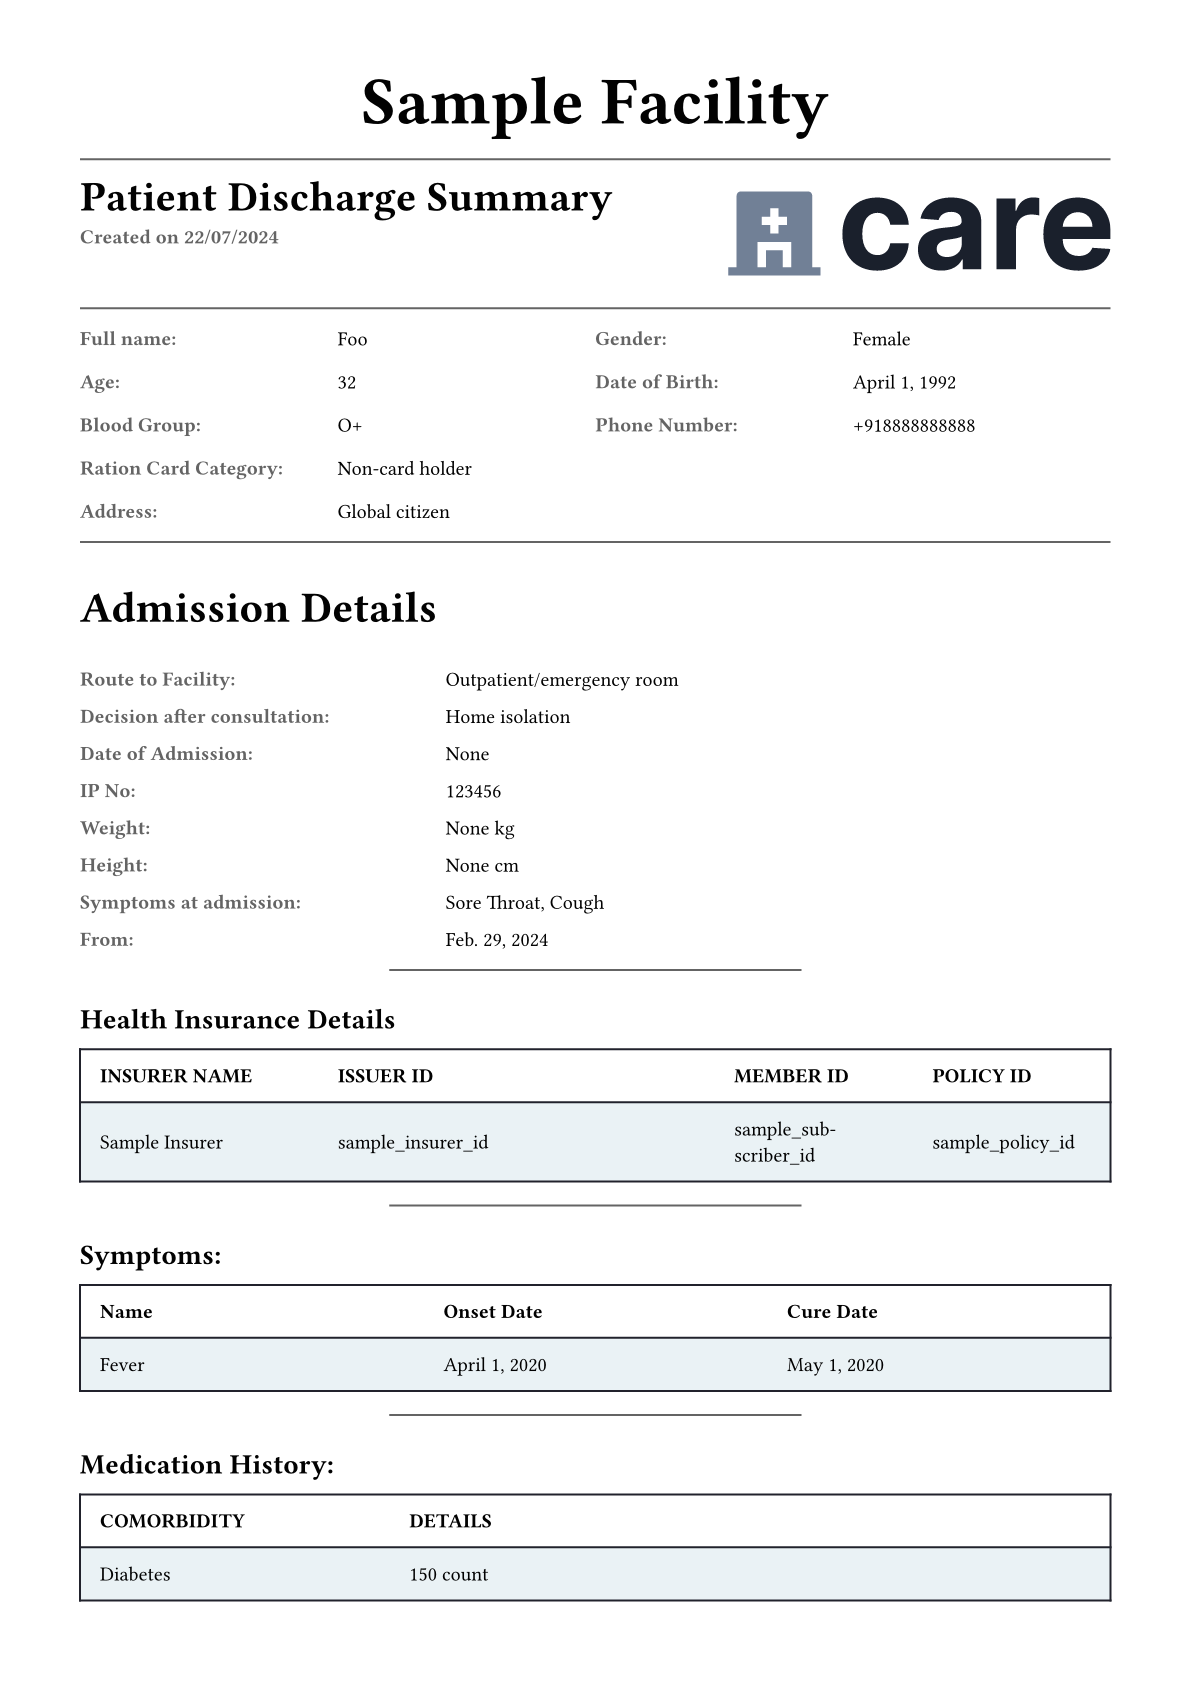 Sample Facility
Patient Discharge Summary
Created on 22/07/2024
care
Full name: Foo Gender: Female
Age: 32 Date of Birth: April 1, 1992
Blood Group: O+ Phone Number: +918888888888
Ration Card Category: Non-card holder
Address: Global citizen
Admission Details
Route to Facility: Outpatient/emergency room
Decision after consultation: Home isolation
Date of Admission: None
IP No: 123456
Weight: None kg
Height: None cm
Symptoms at admission: Sore Throat, Cough
From: Feb. 29, 2024
Health Insurance Details
INSURER NAME ISSUER ID MEMBER ID POLICY ID
Sample Insurer sample_insurer_id sample_sub-
scriber_id sample_policy_id
Symptoms:
Name Onset Date Cure Date
Fever April 1, 2020 May 1, 2020
Medication History:
COMORBIDITY DETAILS
Diabetes 150 count